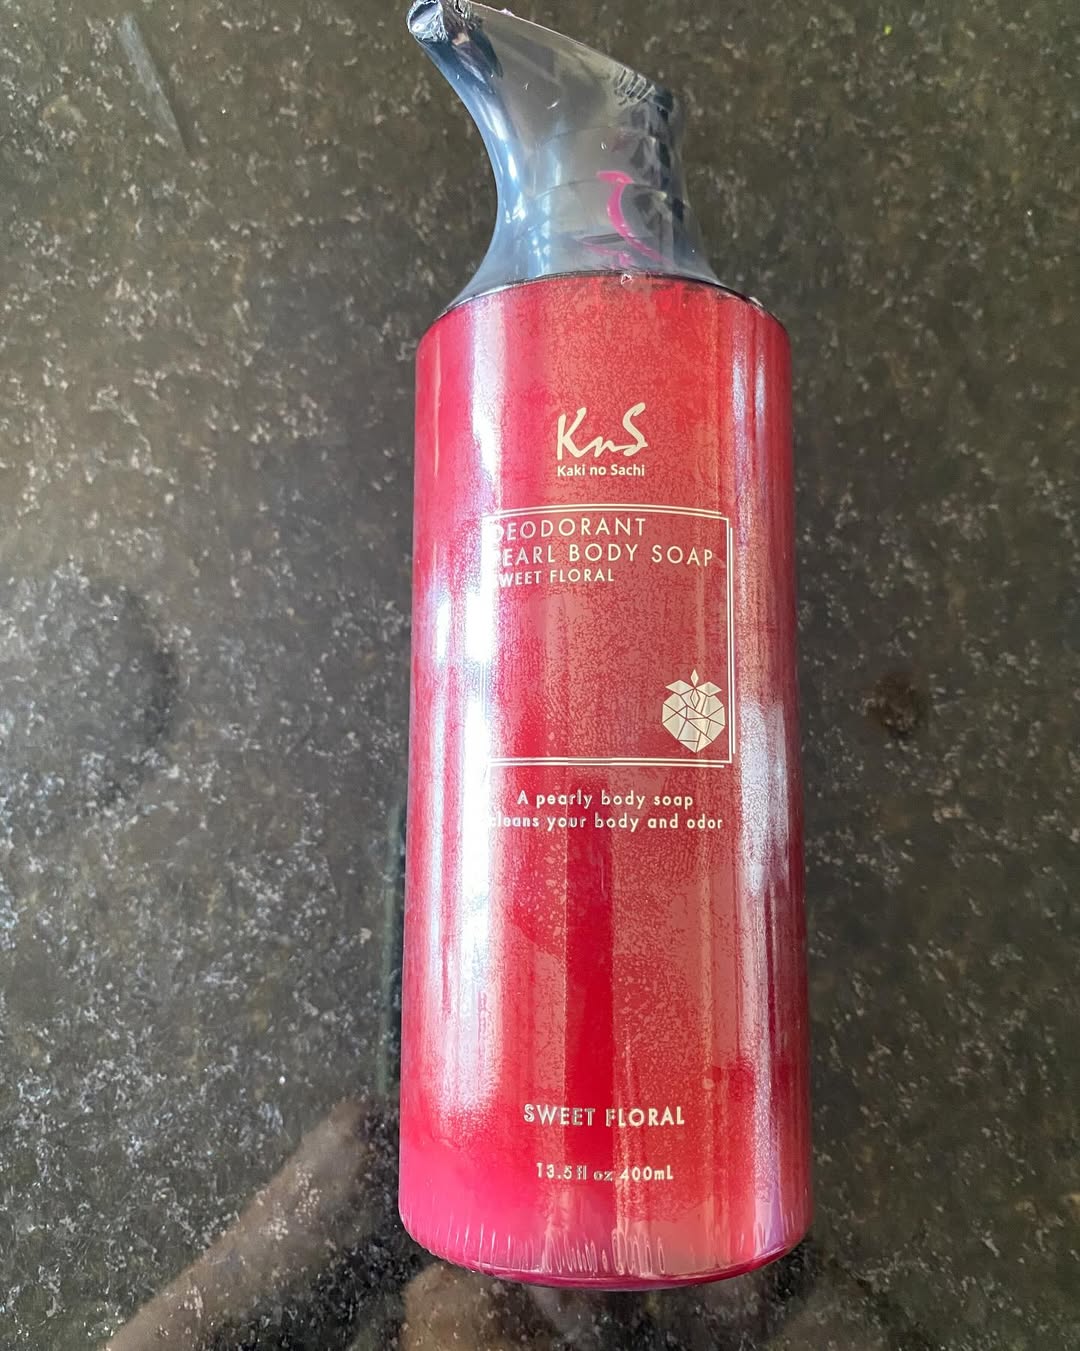 KnS
Kaki no Sachi
DEODORANT
PEARL BODY SOAP
SWEET FLORAL
A pearly body soap
cleans your body and odor
SWEET FLORAL
13.5 fl oz 400mL